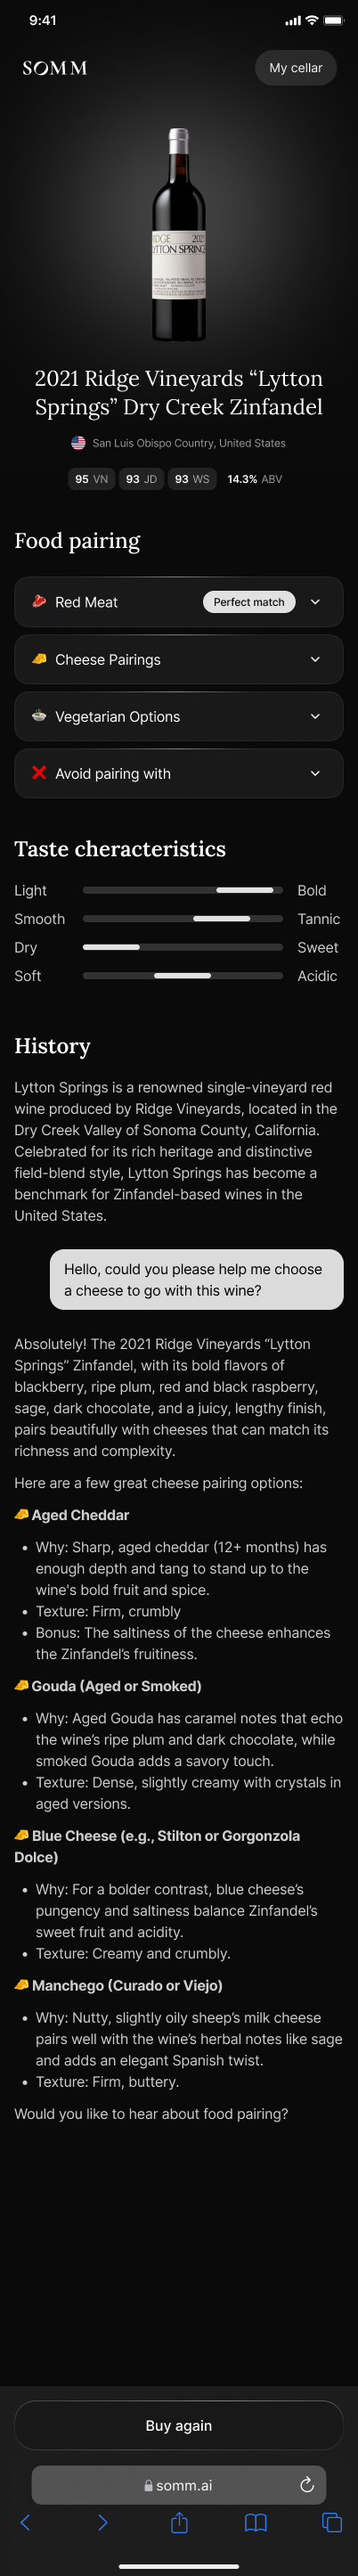 9:41
SOMM
My cellar
RIDGE 202
LYTTON SPRING
2021 Ridge Vineyards “Lytton
Springs” Dry Creek Zinfandel
San Luis Obispo Country, United States
95 VN 93 JD 93 WS 14.3% ABV
Food pairing
Red Meat Perfect match
Cheese Pairings
Vegetarian Options
Avoid pairing with
Taste cheracteristics
Light Bold
Smooth Tannic
Dry Sweet
Soft Acidic
History
Lytton Springs is a renowned single-vineyard red
wine produced by Ridge Vineyards, located in the
Dry Creek Valley of Sonoma County, California.
Celebrated for its rich heritage and distinctive
field-blend style, Lytton Springs has become a
benchmark for Zinfandel-based wines in the
United States.
Hello, could you please help me choose
a cheese to go with this wine?
Absolutely! The 2021 Ridge Vineyards “Lytton
Springs” Zinfandel, with its bold flavors of
blackberry, ripe plum, red and black raspberry,
sage, dark chocolate, and a juicy, lengthy finish,
pairs beautifully with cheeses that can match its
richness and complexity.
Here are a few great cheese pairing options:
Aged Cheddar
• Why: Sharp, aged cheddar (12+ months) has
enough depth and tang to stand up to the
wine's bold fruit and spice.
• Texture: Firm, crumbly
• Bonus: The saltiness of the cheese enhances
the Zinfandel’s fruitiness.
Gouda (Aged or Smoked)
• Why: Aged Gouda has caramel notes that echo
the wine’s ripe plum and dark chocolate, while
smoked Gouda adds a savory touch.
• Texture: Dense, slightly creamy with crystals in
aged versions.
Blue Cheese (e.g., Stilton or Gorgonzola
Dolce)
• Why: For a bolder contrast, blue cheese’s
pungency and saltiness balance Zinfandel’s
sweet fruit and acidity.
• Texture: Creamy and crumbly.
Manchego (Curado or Viejo)
• Why: Nutty, slightly oily sheep’s milk cheese
pairs well with the wine’s herbal notes like sage
and adds an elegant Spanish twist.
• Texture: Firm, buttery.
Would you like to hear about food pairing?
Buy again
somm.ai